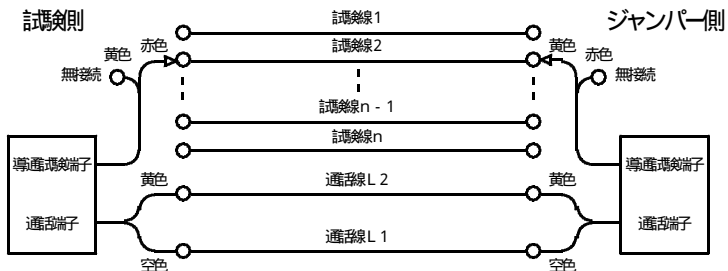 試験側
ジャンパー側
試験線1
黄色
赤色
試験線2
黄色
赤色
無接続
無接続
試験線n - 1
試験線n
導通試験端子
導通試験端子
黄色
通話線L 2
黄色
通話端子
通話端子
通話線L 1
空色
空色